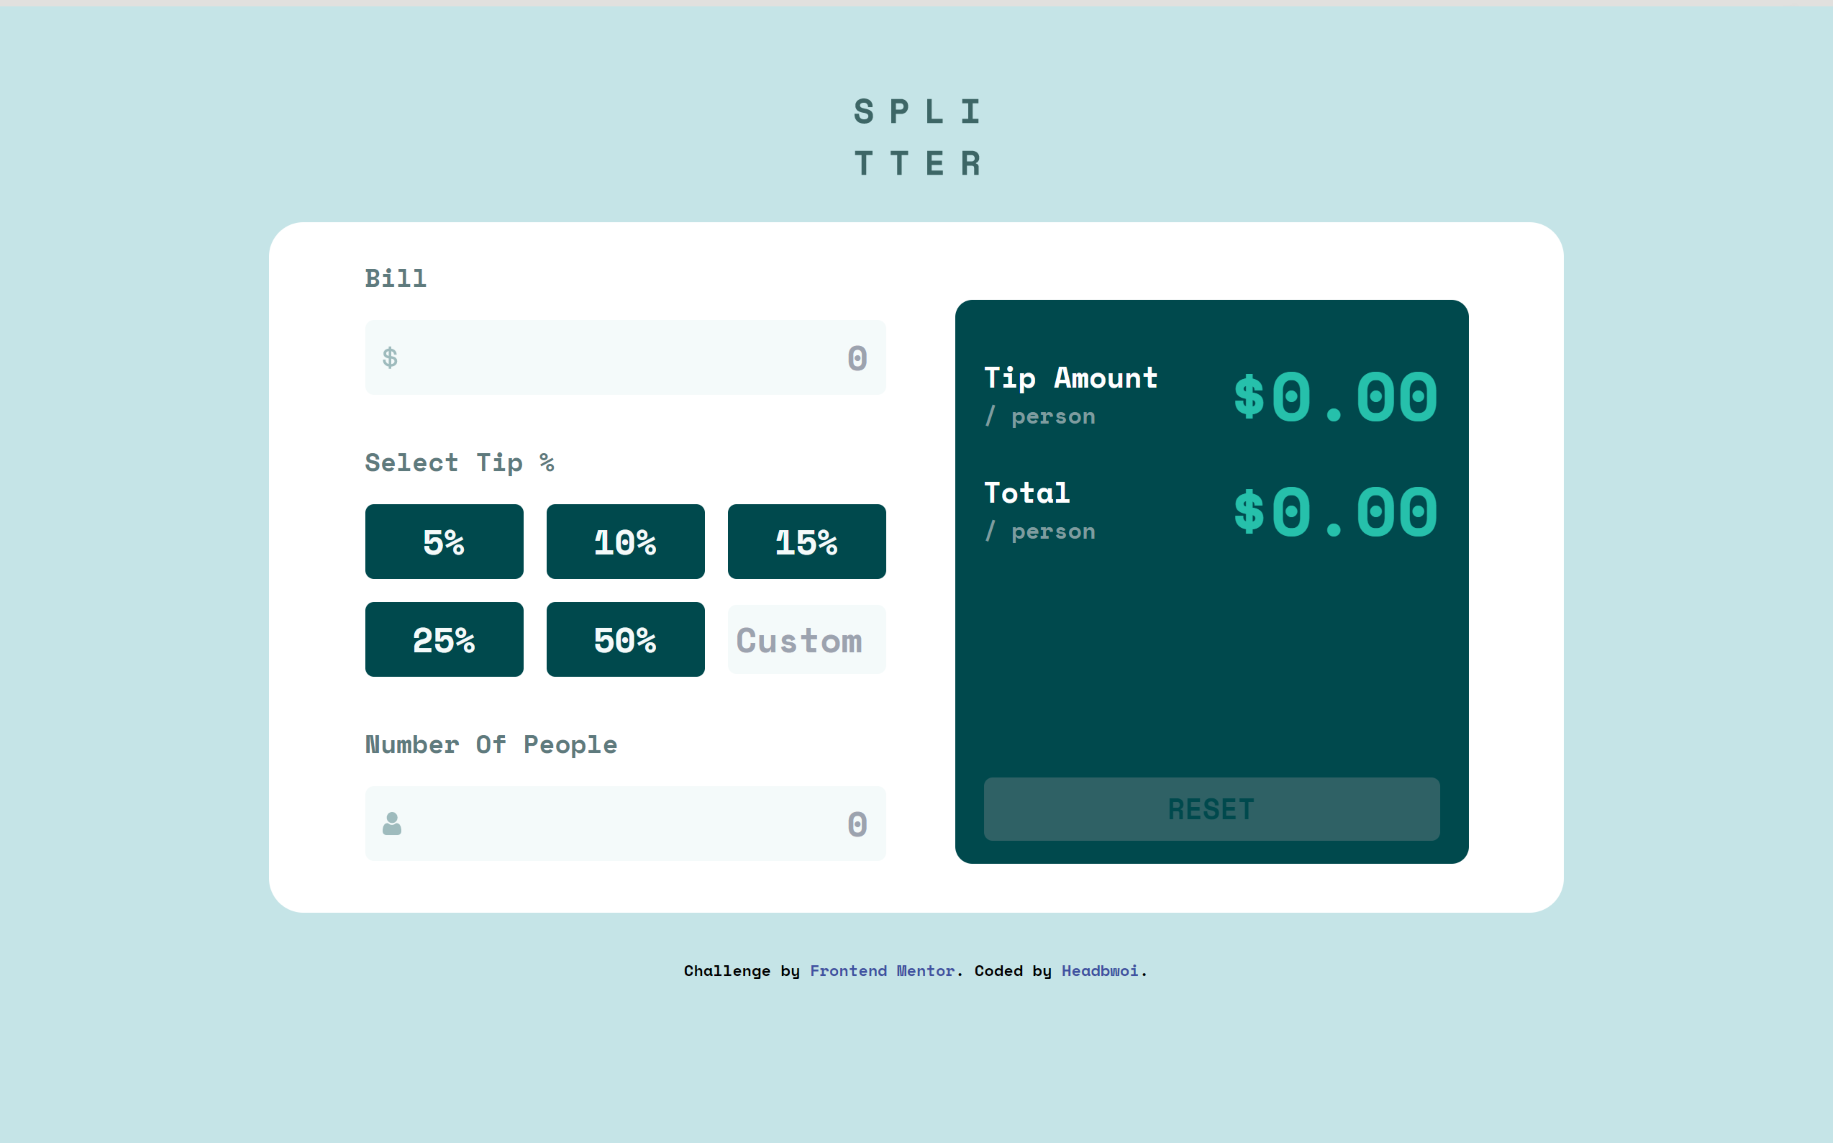 SPLI
TTER
Bill
$ 0
Select Tip %
5% 10% 15%
25% 50% Custom
Number Of People
0
Tip Amount
/ person
$0.00
Total
/ person
$0.00
RESET
Challenge by Frontend Mentor. Coded by Headbwoi.